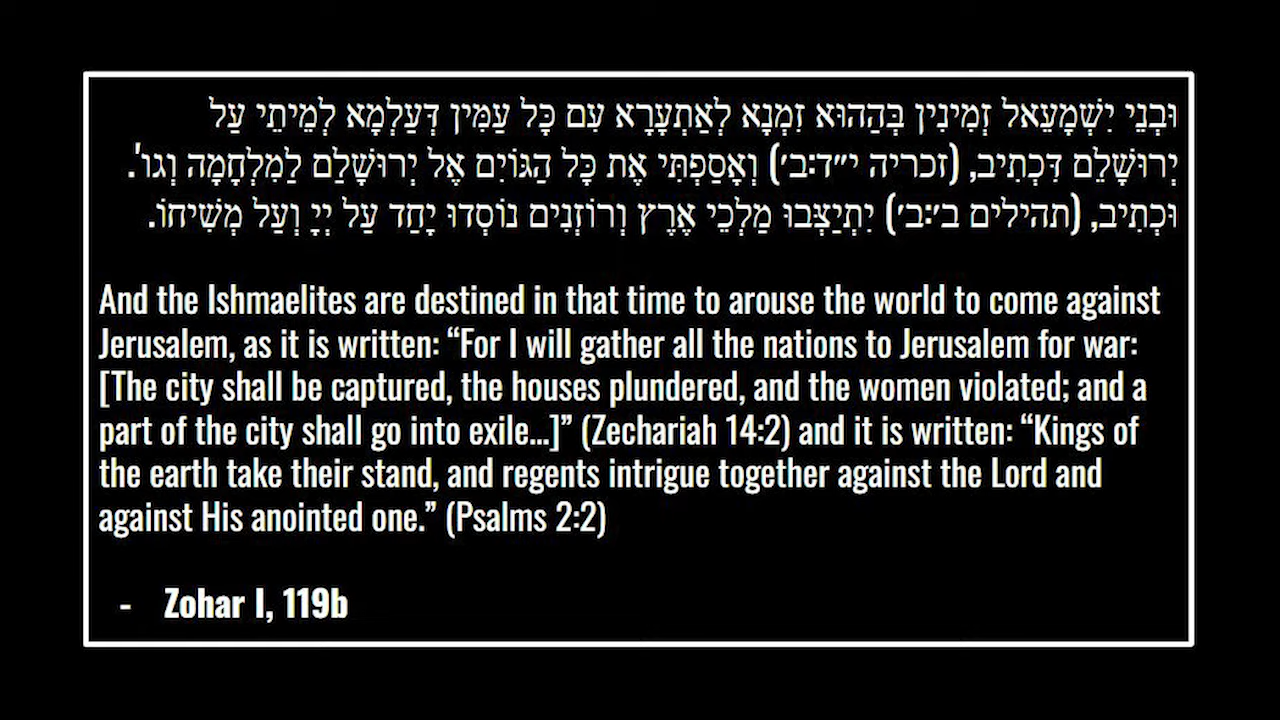 וּבְנֵי יִשְׁמָעֵאל זְמִינִין בְּהַהוּא זִמְנָא לְאַתְעָרָא עִם כָּל עַמִּין דְּעַלְמָא לְמֵיתֵי עַל
יְרוּשָׁלֵם דִּכְתִיב, (זכריה י״ד:ב׳) וְאָסַפְתִּי אֶת כָּל הַגּוֹיִם אֶל יְרוּשָׁלַם לַמִלְחָמָה וְגו'.
וּכְתִיב, (תהילים ב׳:ב׳) יִתְיַצְּבוּ מַלְכֵי אֶרֶץ וְרוֹזְנִים נוֹסְדוּ יָחַד עַל יְיָ וְעַל מְשִׁיחוֹ.
And the Ishmaelites are destined in that time to arouse the world to come against
Jerusalem, as it is written: “For I will gather all the nations to Jerusalem for war:
[The city shall be captured, the houses plundered, and the women violated; and a
part of the city shall go into exile...]” (Zechariah 14:2) and it is written: “Kings of
the earth take their stand, and regents intrigue together against the Lord and
against His anointed one.” (Psalms 2:2)
- Zohar I, 119b